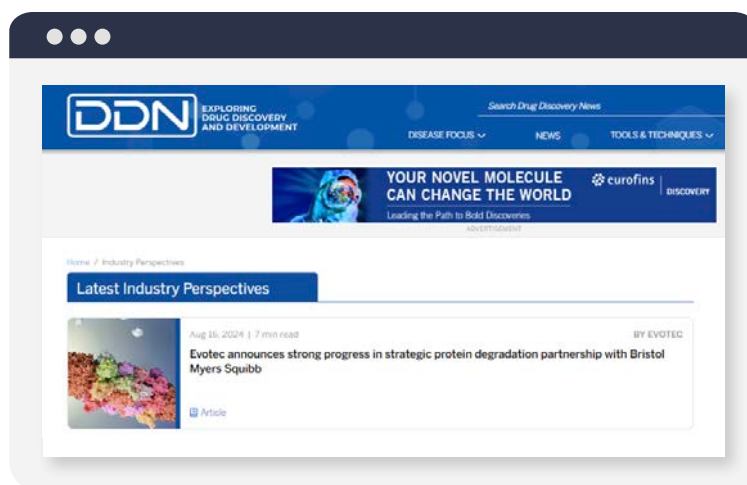 DDN
EXPLORING
DRUG DISCOVERY
AND DEVELOPMENT
Search Drug Discovery News
DISEASE FOCUS
NEWS
TOOLS & TECHNIQUES
YOUR NOVEL MOLECULE
CAN CHANGE THE WORLD
Leading the Path to Bold Discoveries
eurofins
DISCOVERY
ADVERTISEMENT
Home / Industry Perspectives
Latest Industry Perspectives
Aug 16, 2024 | 7 min read
BY EVOTEC
Evotec announces strong progress in strategic protein degradation partnership with Bristol
Myers Squibb
Article